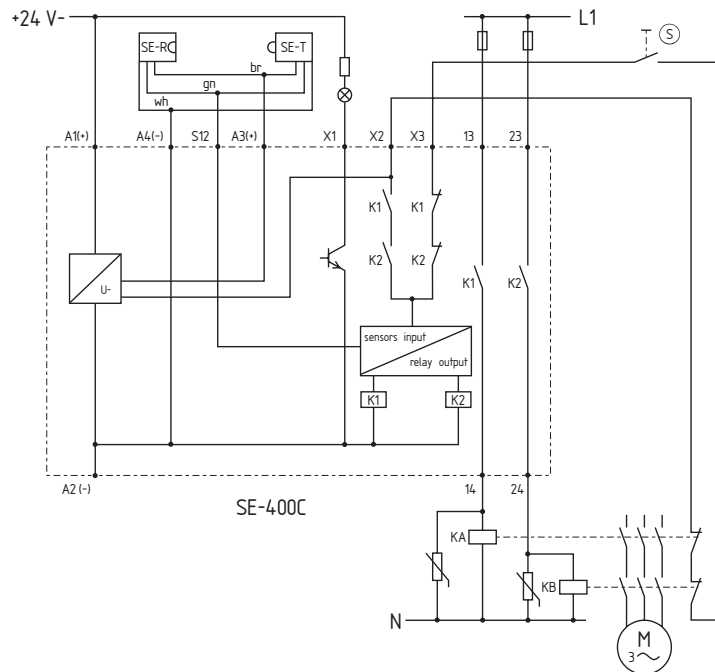 +24 V- L1
SE-R SE-T S
br
gn
wh
A1(+) A4(-) S12 A3(+) X1 X2 X3 13 23
K1 K1
K2 K2 K1 K2
U-
sensors input
relay output
K1 K2
A2 (-) 14 24
SE-400C
KA
KB
N
M
3